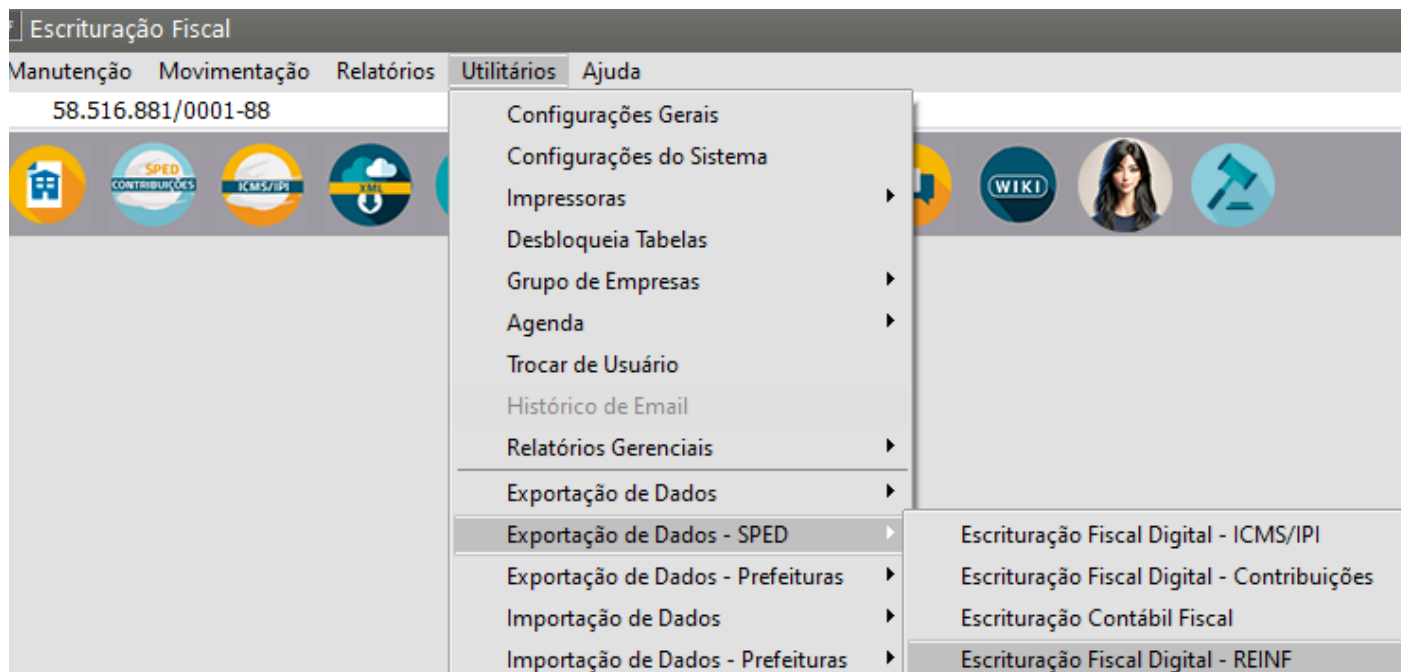 Escrituração Fiscal
Manutenção Movimentação Relatórios Utilitários Ajuda
58.516.881/0001-88
SPED
CONTRIBUIÇÕES
ICMS/IPI
XML
WIKI
Configurações Gerais
Configurações do Sistema
Impressoras
Desbloqueia Tabelas
Grupo de Empresas
Agenda
Trocar de Usuário
Histórico de Email
Relatórios Gerenciais
Exportação de Dados
Exportação de Dados - SPED
Exportação de Dados - Prefeituras
Importação de Dados
Importação de Dados - Prefeituras
Escrituração Fiscal Digital - ICMS/IPI
Escrituração Fiscal Digital - Contribuições
Escrituração Contábil Fiscal
Escrituração Fiscal Digital - REINF